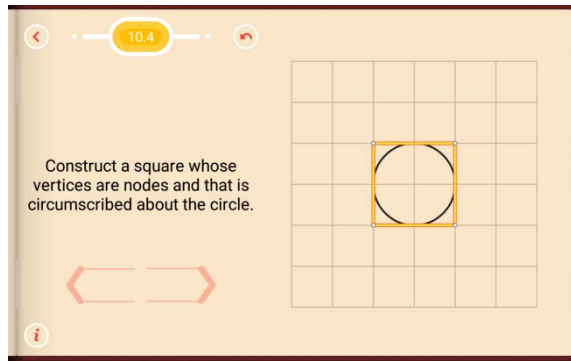 10.4
Construct a square whose
vertices are nodes and that is
circumscribed about the circle.
i